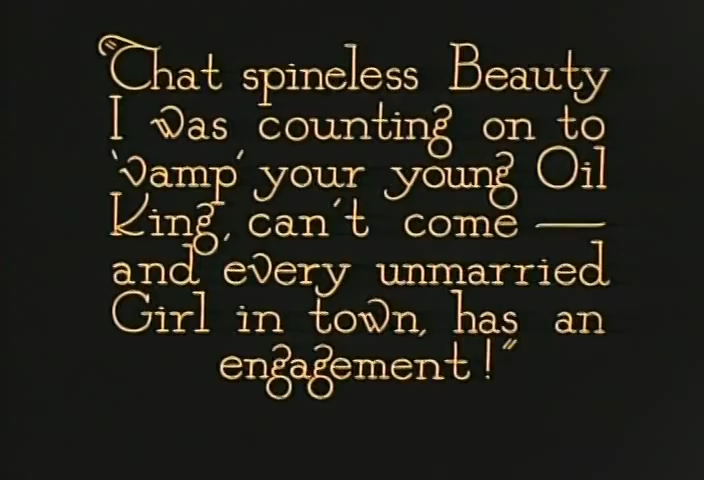 "That spineless Beauty
I was counting on to
'vamp' your young Oil
King, can't come —
and every unmarried
Girl in town, has an
engagement!"